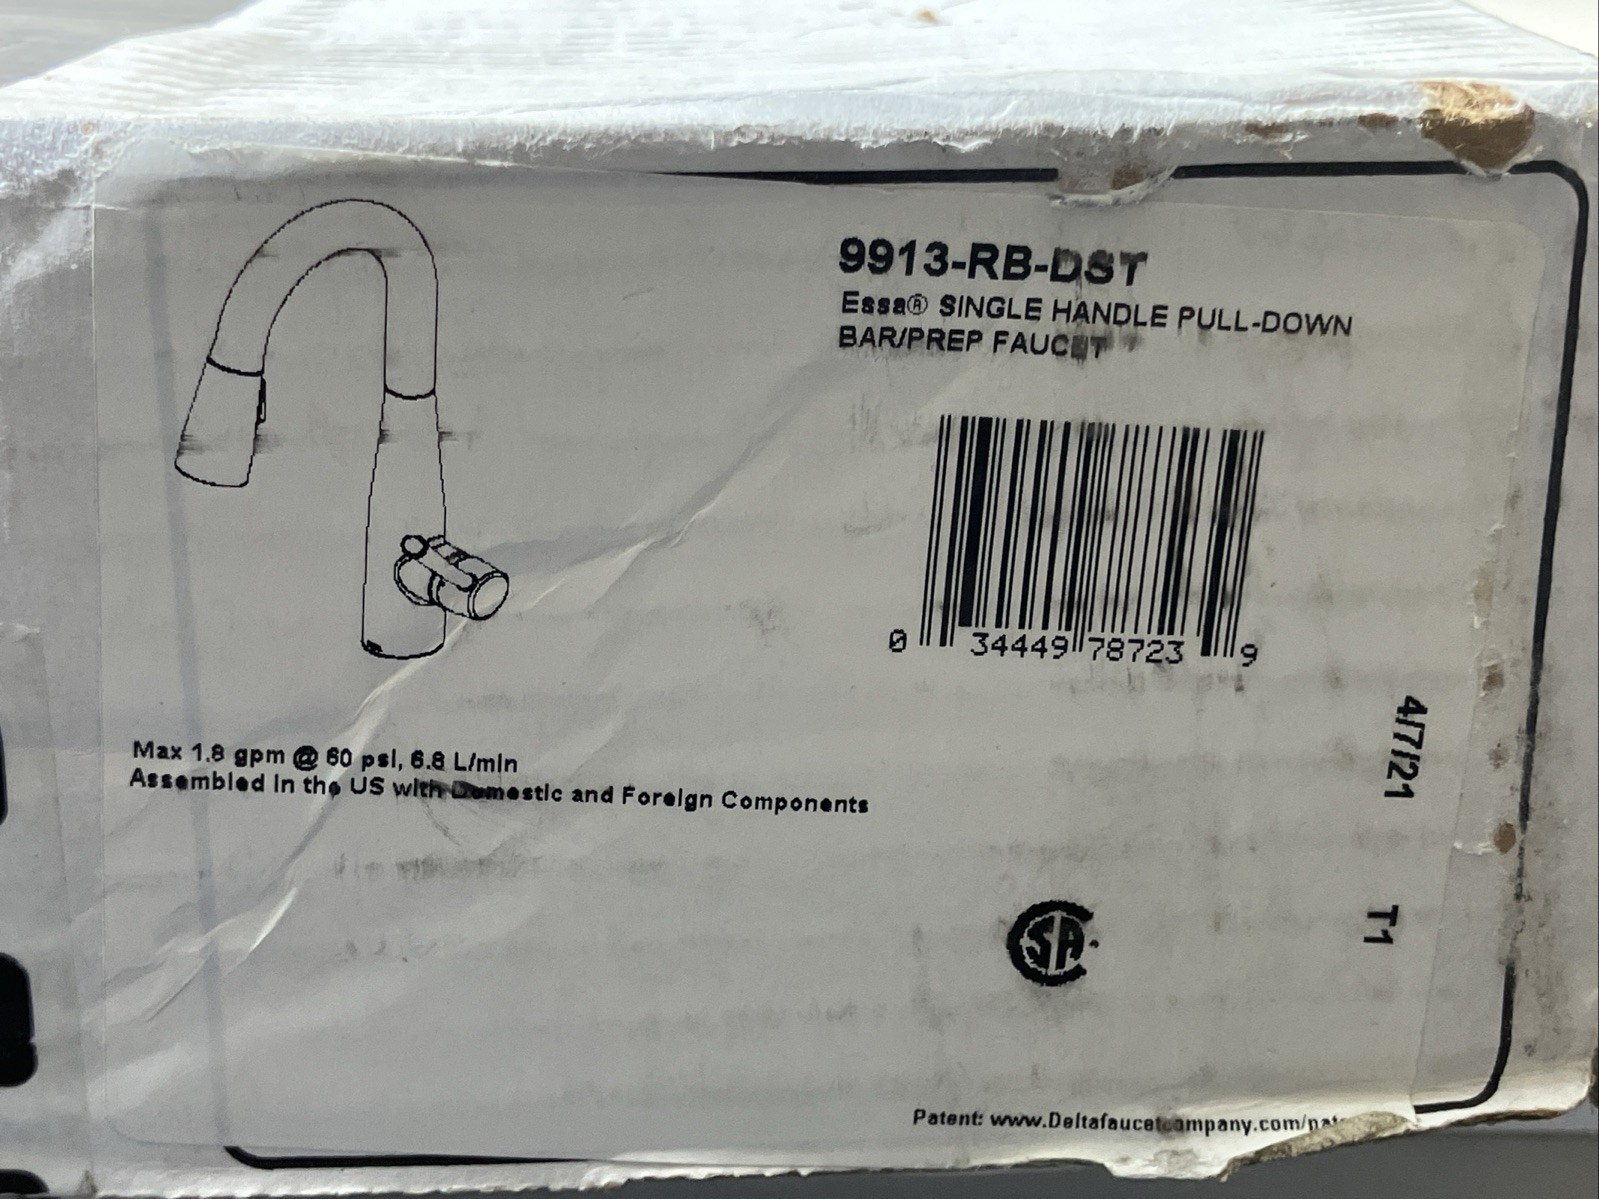 9913-RB-DST
Essa® SINGLE HANDLE PULL-DOWN
BAR/PREP FAUCET
0 34449 78723 9
4/7/21
Max 1.8 gpm @ 60 psi, 6.8 L/min
Assembled in the US with Domestic and Foreign Components
T1
SA
Patent: www.Deltafaucetcompany.com/pat